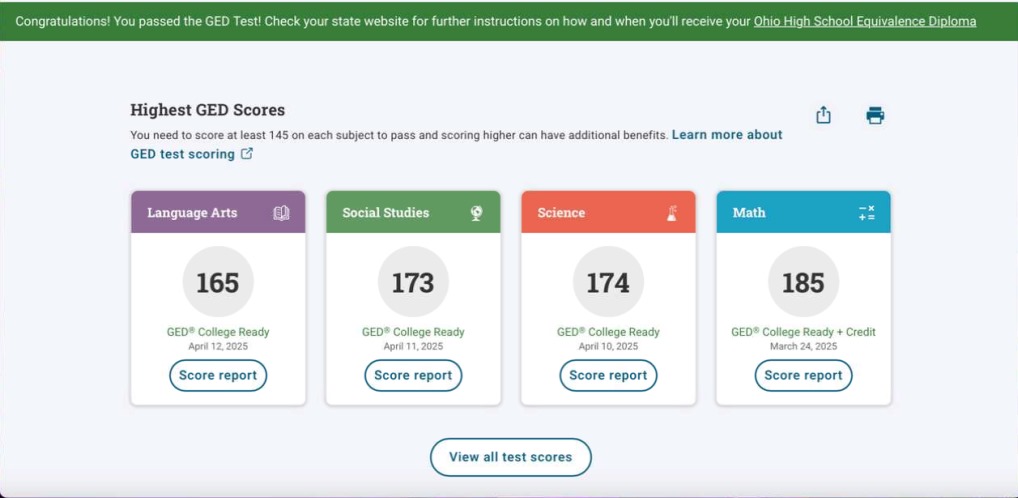 Congratulations! You passed the GED Test! Check your state website for further instructions on how and when you'll receive your Ohio High School Equivalence Diploma
Highest GED Scores
You need to score at least 145 on each subject to pass and scoring higher can have additional benefits. Learn more about
GED test scoring
Language Arts
165
GED® College Ready
April 12, 2025
Score report
Social Studies
173
GED® College Ready
April 11, 2025
Score report
Science
174
GED® College Ready
April 10, 2025
Score report
Math
185
GED® College Ready + Credit
March 24, 2025
Score report
View all test scores